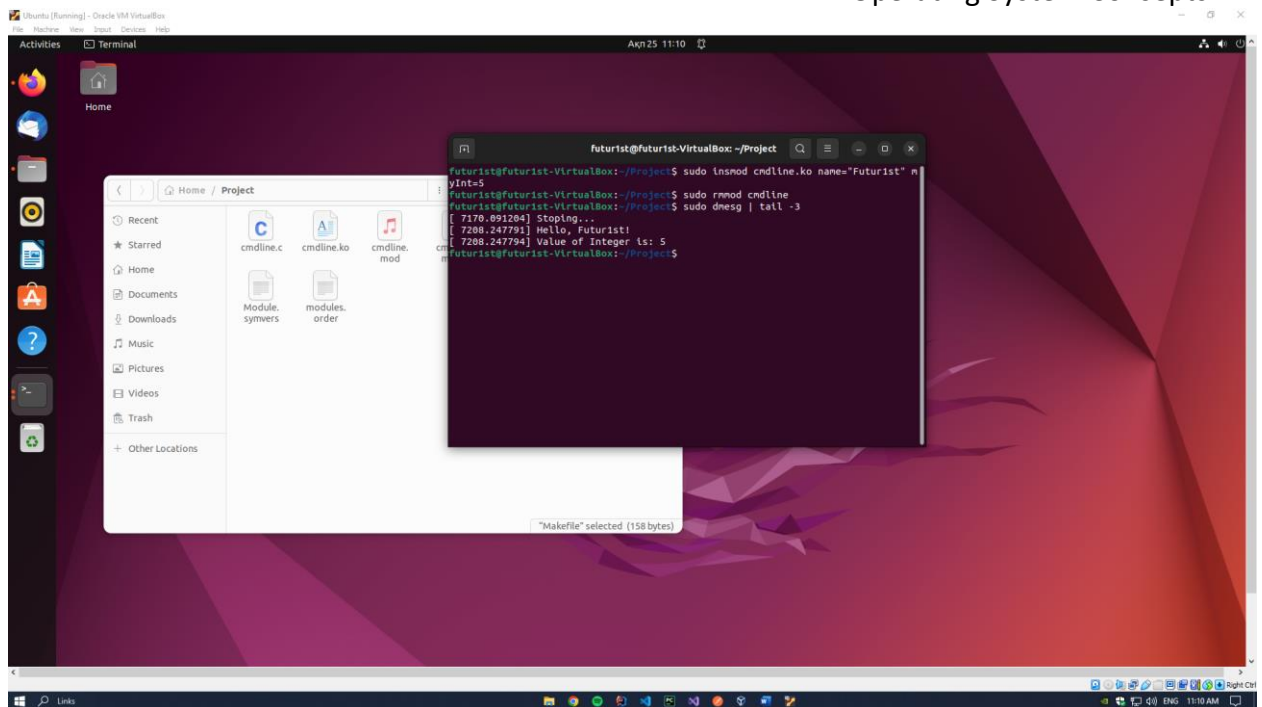 Operating System Concepts
Ubuntu [Running] - Oracle VM VirtualBox
File Machine View Input Devices Help
Activities Terminal Ақп 25 11:10
Home
futur1st@futur1st-VirtualBox: ~/Project
futur1st@futur1st-VirtualBox:~/Project$ sudo insmod cmdline.ko name="Futur1st" m
yInt=5
futur1st@futur1st-VirtualBox:~/Project$ sudo rmmod cmdline
futur1st@futur1st-VirtualBox:~/Project$ sudo dmesg | tail -3
[ 7170.091204] Stoping...
[ 7208.247791] Hello, Futur1st!
[ 7208.247794] Value of Integer is: 5
futur1st@futur1st-VirtualBox:~/Project$
Home / Project
Recent
Starred
Home
Documents
Downloads
Music
Pictures
Videos
Trash
+ Other Locations
cmdline.c cmdline.ko cmdline.
mod
Module.
symvers
modules.
order
"Makefile" selected (158 bytes)
Right Ctrl
Links
ENG 11:10 AM